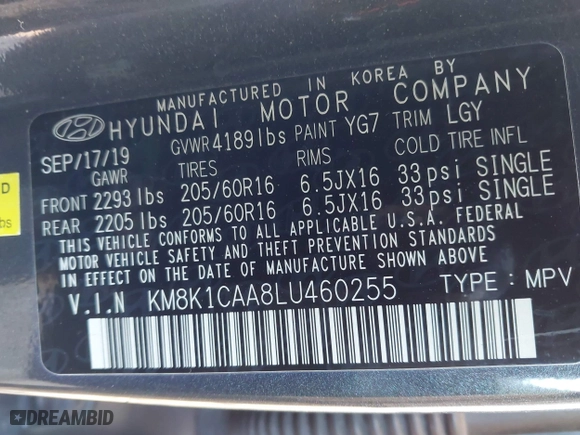 MANUFACTURED IN KOREA BY
HYUNDAI MOTOR COMPANY
SEP/17/19 GVWR 4189 lbs PAINT YG7 TRIM LGY
GAWR TIRES RIMS COLD TIRE INFL
FRONT 2293 lbs 205/60R16 6.5JX16 33 psi SINGLE
REAR 2205 lbs 205/60R16 6.5JX16 33 psi SINGLE
THIS VEHICLE CONFORMS TO ALL APPLICABLE U.S.A. FEDERAL
MOTOR VEHICLE SAFETY AND THEFT PREVENTION STANDARDS
IN EFFECT ON THE DATE OF MANUFACTURE SHOWN ABOVE
V.I.N KM8K1CAA8LU460255 TYPE : MPV
D
bs
DREAMBID